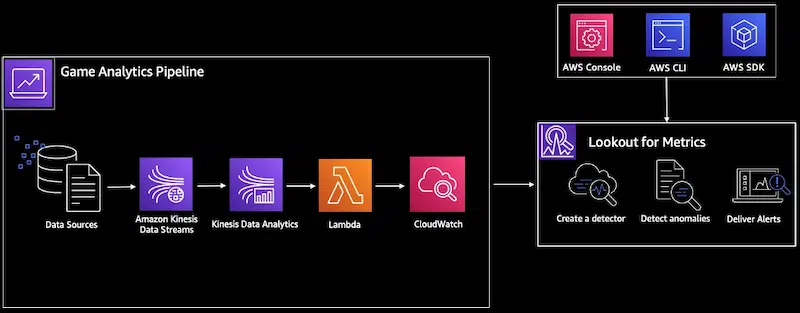 Game Analytics Pipeline
Data Sources
Amazon Kinesis
Data Streams
Kinesis Data Analytics
Lambda
CloudWatch
AWS Console
AWS CLI
AWS SDK
Lookout for Metrics
Create a detector
Detect anomalies
Deliver Alerts